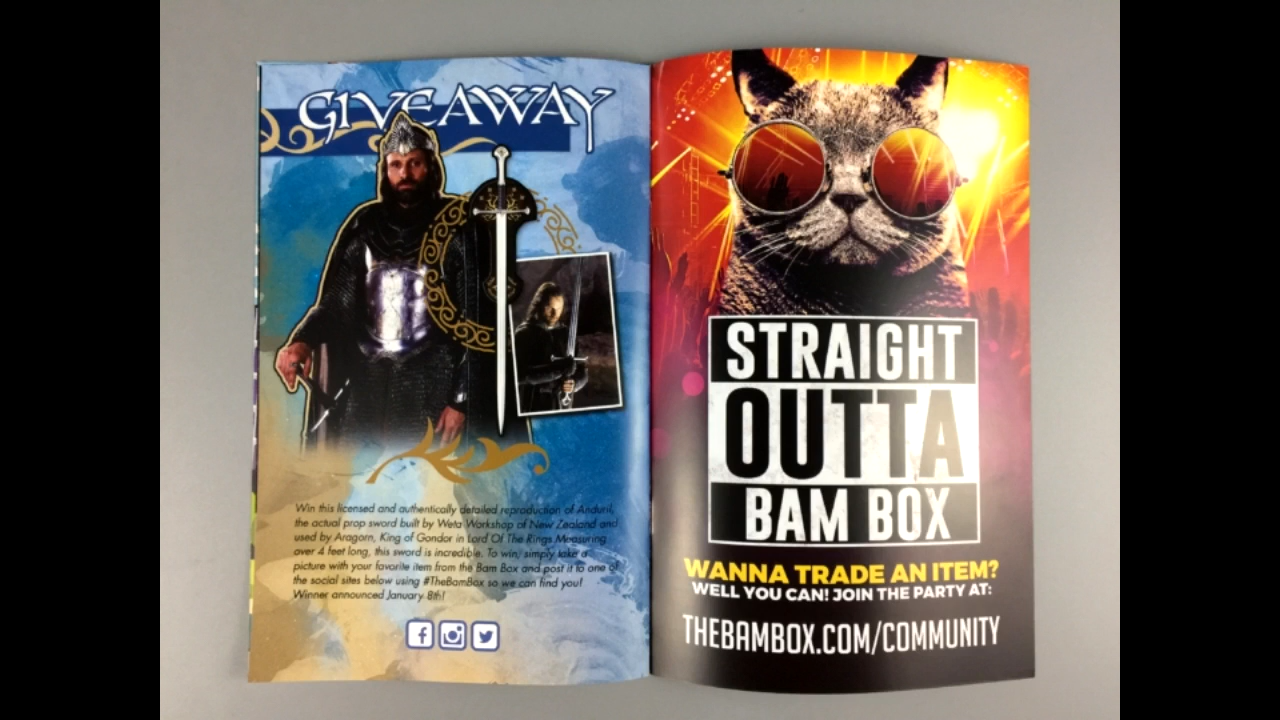 GIVEAWAY
Win this licensed and authentically detailed reproduction of Anduril,
the actual prop sword built by Weta Workshop of New Zealand and
used by Aragorn, King of Gondor in Lord Of The Rings Measuring
over 4 feet long, this sword is incredible. To win, simply take a
picture with your favorite item from the Bam Box and post it to one of
the social sites below using #TheBamBox so we can find you!
Winner announced January 8th!
STRAIGHT
OUTTA
BAM BOX
WANNA TRADE AN ITEM?
WELL YOU CAN! JOIN THE PARTY AT:
THEBAMBOX.COM/COMMUNITY